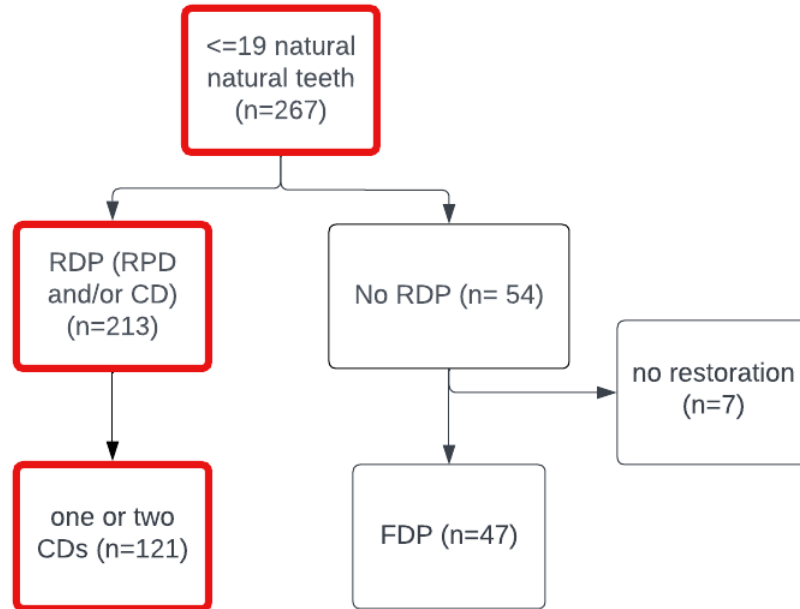 <=19 natural
natural teeth
(n=267)
RDP (RPD
and/or CD)
(n=213)
No RDP (n= 54)
no restoration
(n=7)
one or two
CDs (n=121)
FDP (n=47)